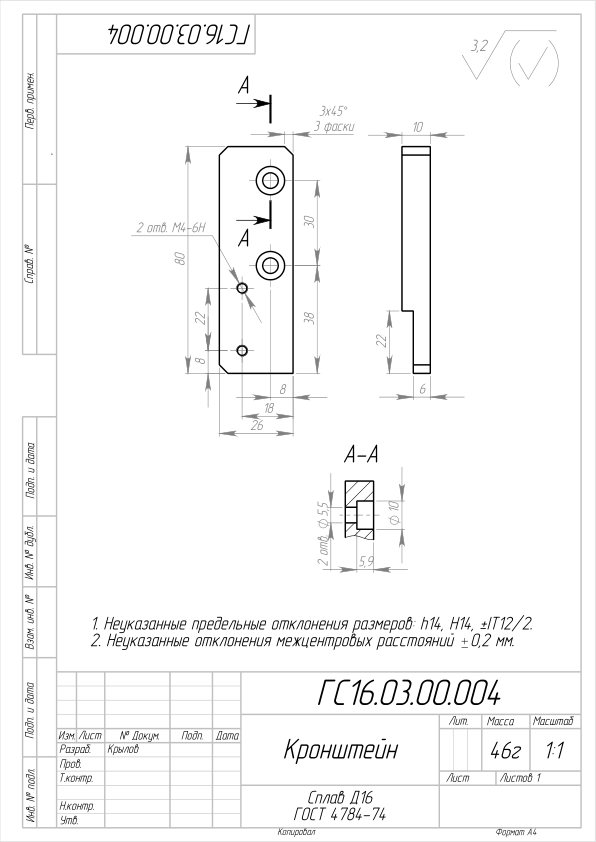 ГС16.03.00.004
3,2
Перв. примен.
Справ. №
Подп. и дата
Инв. № дубл.
Взам. инв. №
Подп. и дата
Инв. № подл.
А
3х45°
3 фаски
10
А
2 отв. М4-6Н
30
80
22
38
8
22
8
18
26
6
А-А
2 отв. Ф 5,5
Ф 10
5,9
1. Неуказанные предельные отклонения размеров: h14, H14, ±IT12/2.
2. Неуказанные отклонения межцентровых расстояний ±0,2 мм.
ГС16.03.00.004
Изм. Лист № Докум. Подп. Дата
Разраб. Крылов
Пров.
Т.контр.
Н.контр.
Утв.
Кронштейн
Лит. Масса Масштаб
46г 1:1
Лист Листов 1
Сплав Д16
ГОСТ 4784-74
Копировал Формат А4